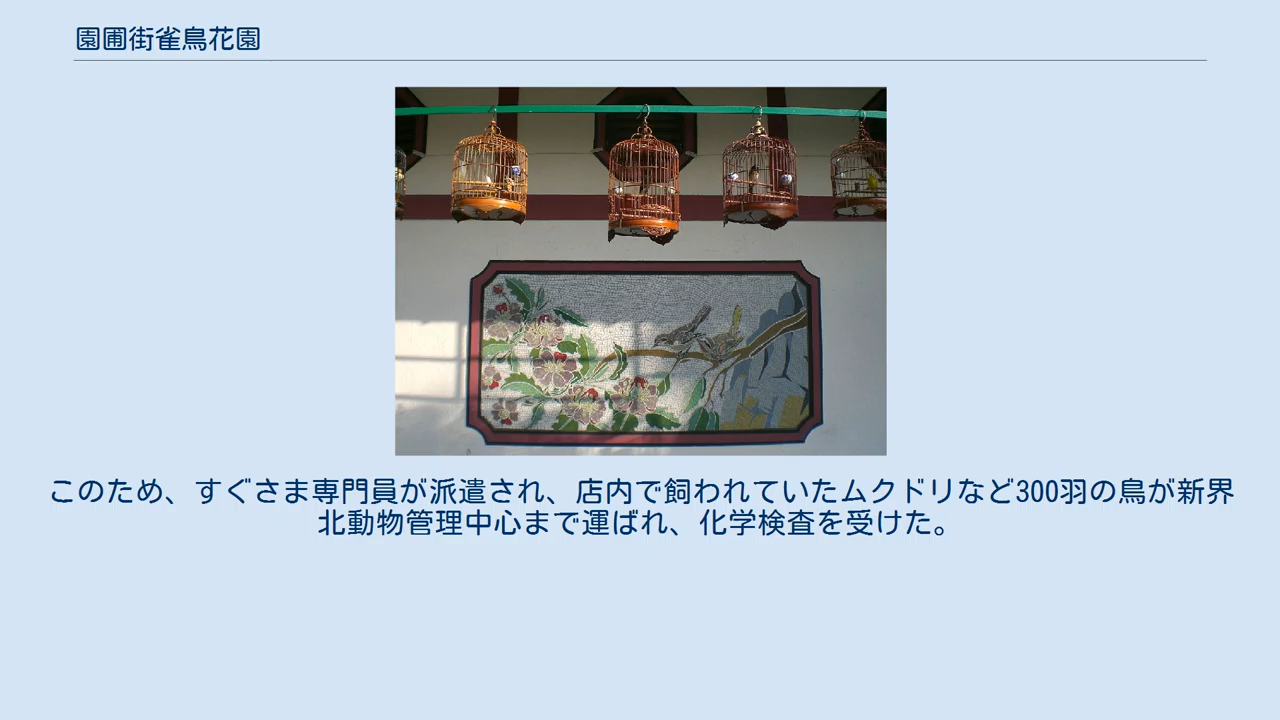 園圃街雀鳥花園
このため、すぐさま専門員が派遣され、店内で飼われていたムクドリなど300羽の鳥が新界
北動物管理中心まで運ばれ、化学検査を受けた。